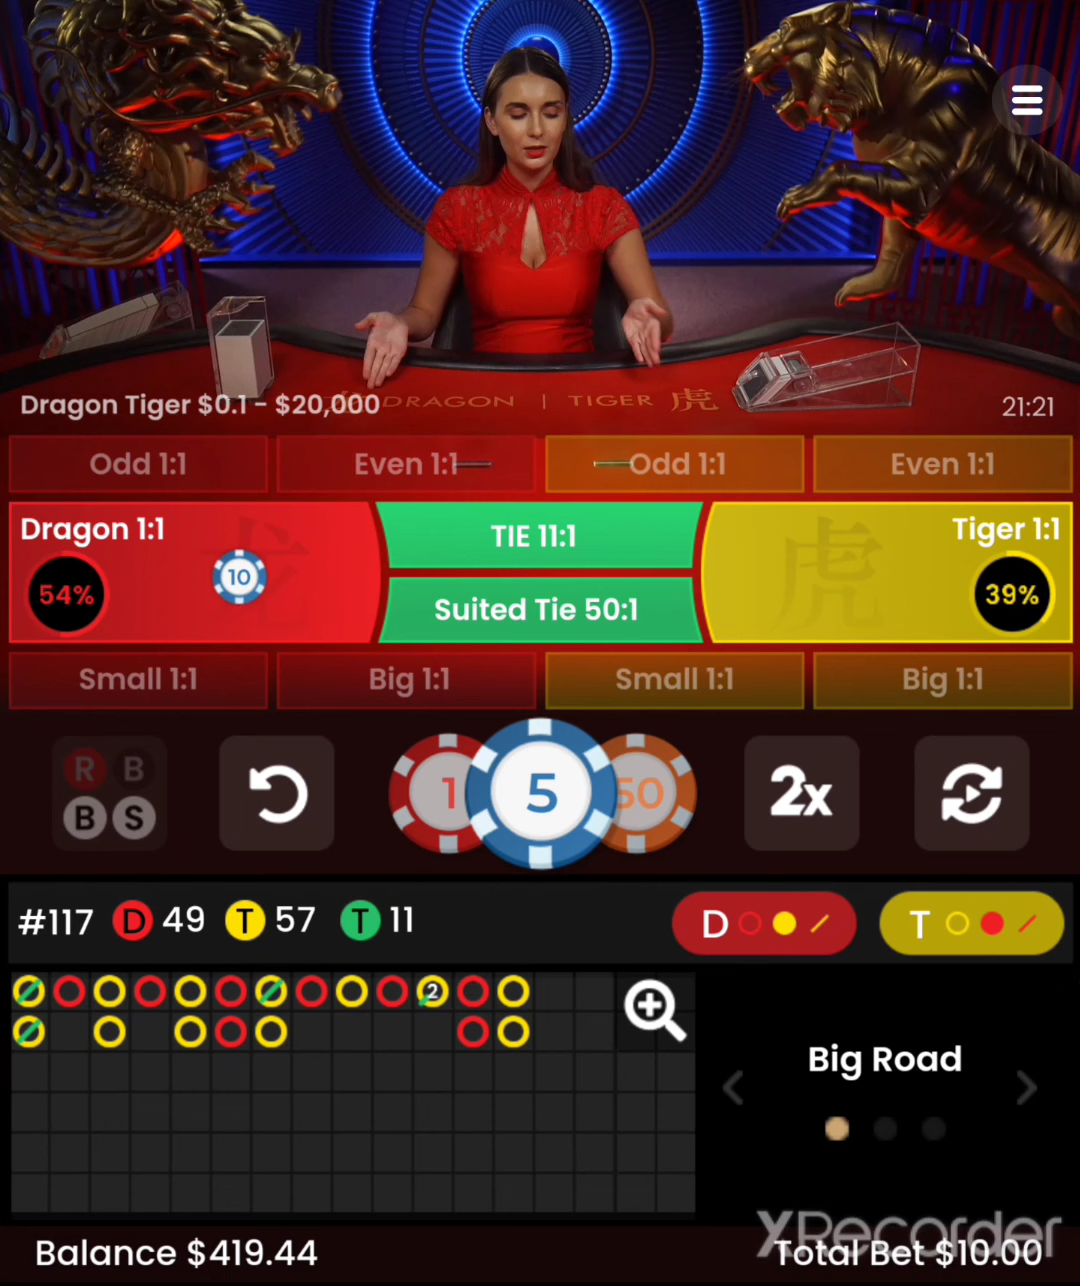 DRAGON | TIGER 虎
Dragon Tiger $0.1 - $20,000
21:21
Odd 1:1
Even 1:1
Odd 1:1
Even 1:1
Dragon 1:1
龙
54%
10
TIE 11:1
Suited Tie 50:1
Tiger 1:1
虎
39%
Small 1:1
Big 1:1
Small 1:1
Big 1:1
R B
B S
1
5
50
2x
#117 D 49 T 57 T 11
D
T
2
Big Road
XRecorder
Balance $419.44
Total Bet $10.00